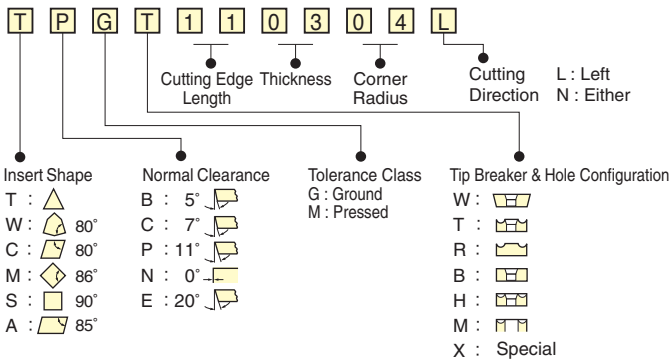 T P G T 1 1 0 3 0 4 L
Cutting Edge Length
Thickness
Corner Radius
Cutting Direction
L : Left
N : Either
Insert Shape
T :
W : 80°
C : 80°
M : 86°
S : 90°
A : 85°
Normal Clearance
B : 5°
C : 7°
P : 11°
N : 0°
E : 20°
Tolerance Class
G : Ground
M : Pressed
Tip Breaker & Hole Configuration
W :
T :
R :
B :
H :
M :
X : Special